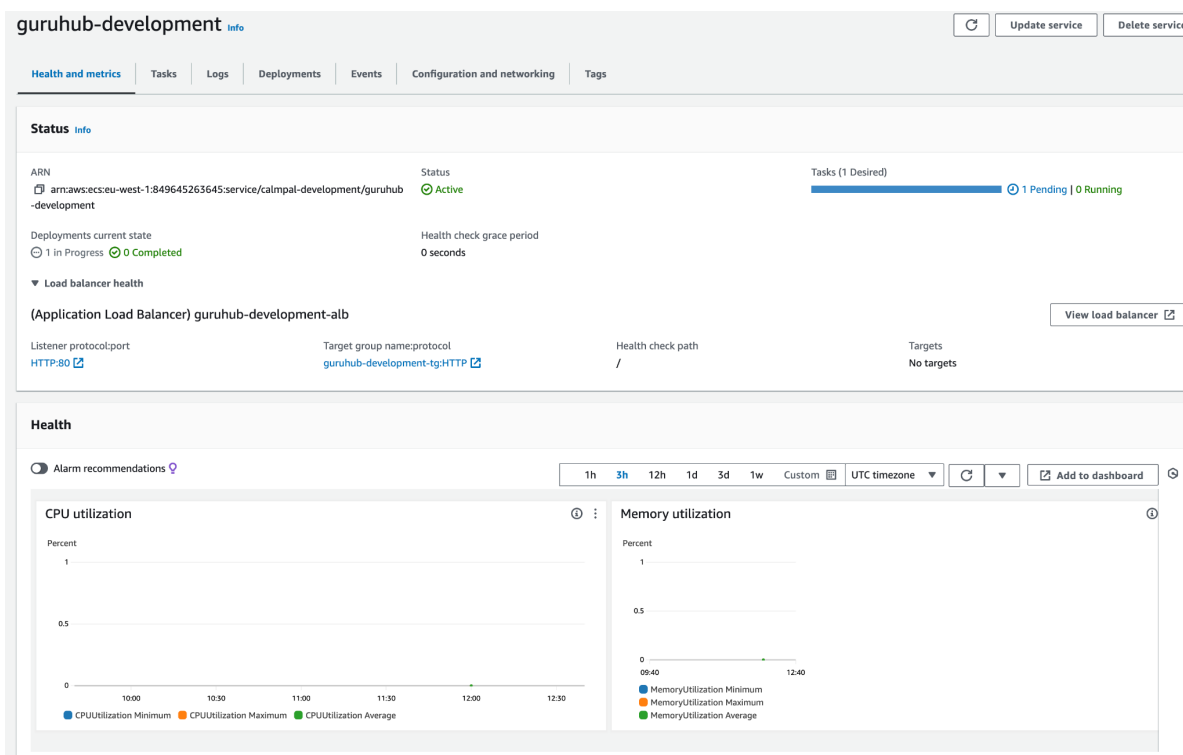 guruhub-development Info
Update service
Delete service
Health and metrics Tasks Logs Deployments Events Configuration and networking Tags
Status Info
ARN
arn:aws:ecs:eu-west-1:849645263645:service/calmpal-development/guruhub
-development
Status
Active
Tasks (1 Desired)
1 Pending | 0 Running
Deployments current state
1 in Progress 0 Completed
Health check grace period
0 seconds
Load balancer health
(Application Load Balancer) guruhub-development-alb
View load balancer
Listener protocol:port
HTTP:80
Target group name:protocol
guruhub-development-tg:HTTP
Health check path
/
Targets
No targets
Health
Alarm recommendations
1h 3h 12h 1d 3d 1w Custom UTC timezone
Add to dashboard
CPU utilization
Percent
1
0.5
0
10:00 10:30 11:00 11:30 12:00 12:30
CPUUtilization Minimum CPUUtilization Maximum CPUUtilization Average
Memory utilization
Percent
1
0.5
0
09:40 12:40
MemoryUtilization Minimum
MemoryUtilization Maximum
MemoryUtilization Average